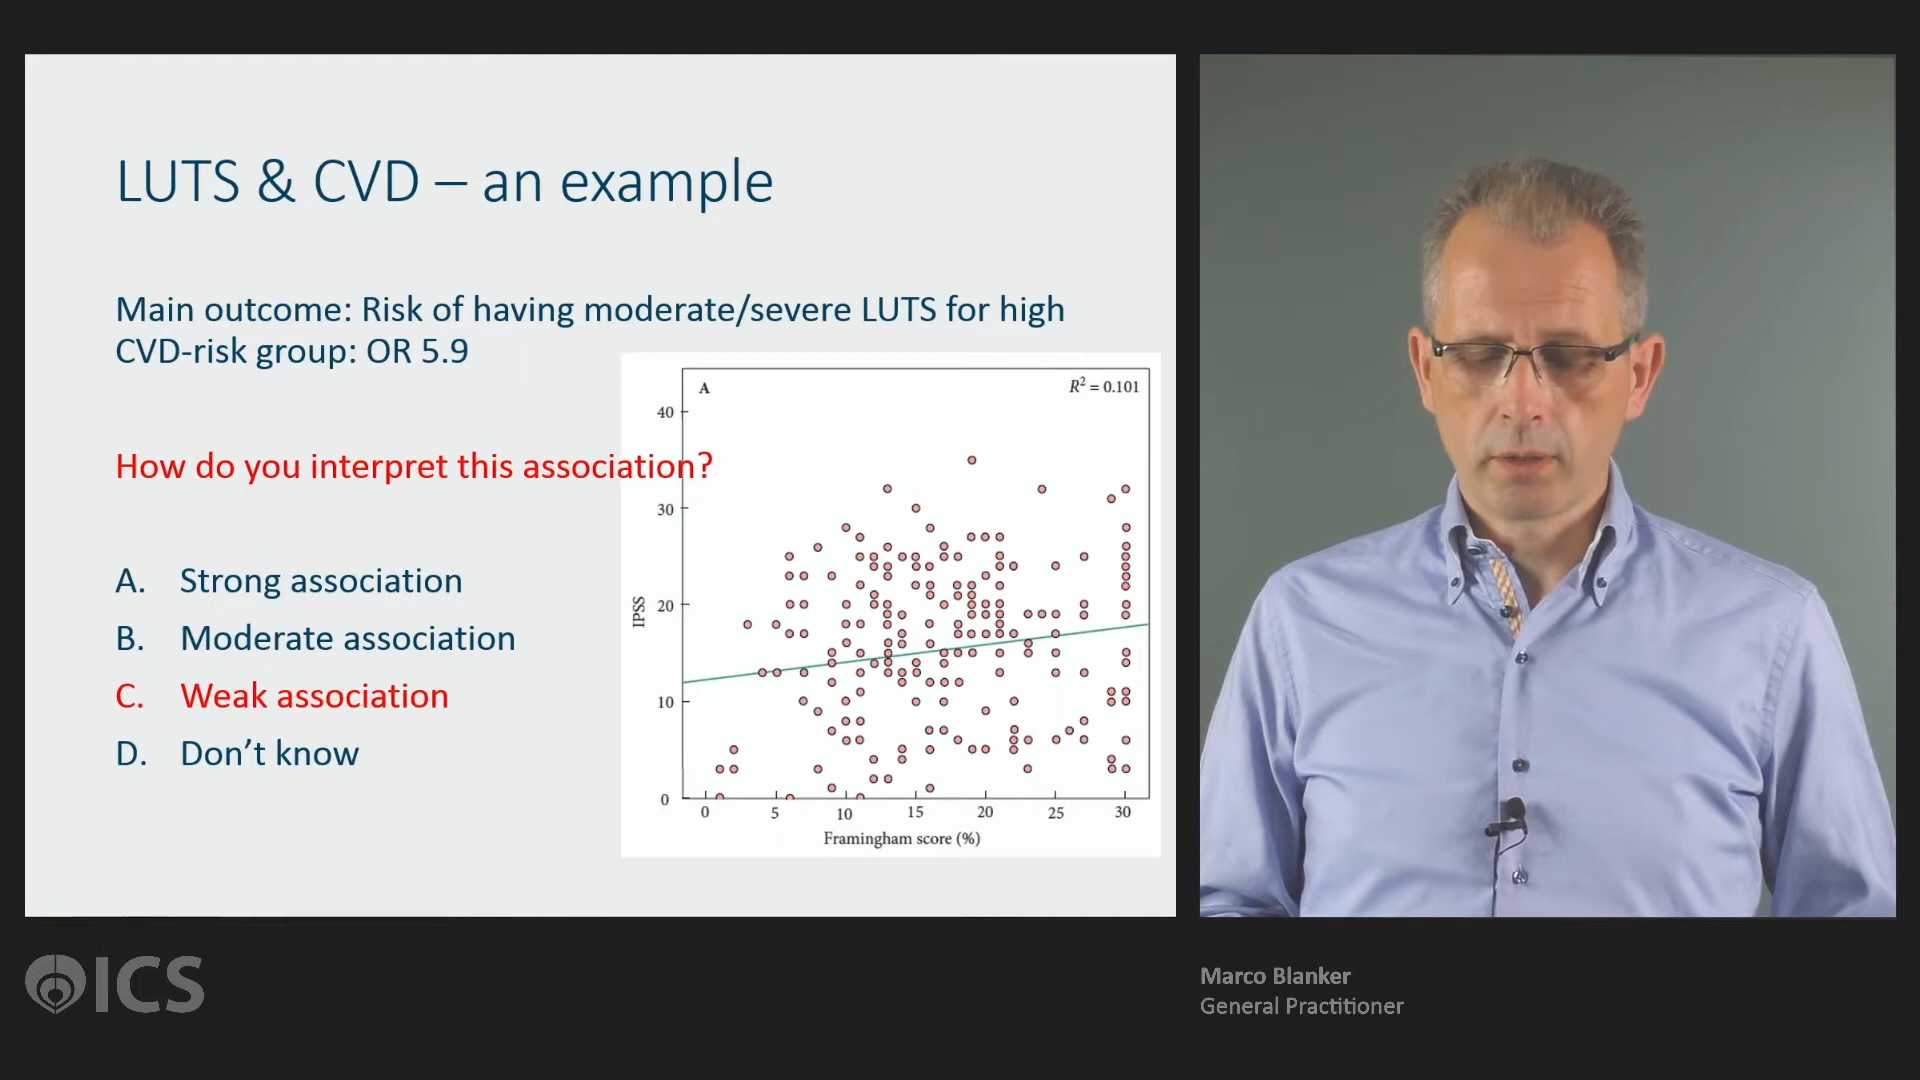 LUTS & CVD – an example
Main outcome: Risk of having moderate/severe LUTS for high
CVD-risk group: OR 5.9
How do you interpret this association?
A. Strong association
B. Moderate association
C. Weak association
D. Don’t know
A
R² = 0.101
40
30
20
10
0
IPSS
0 5 10 15 20 25 30
Framingham score (%)
ICS
Marco Blanker
General Practitioner